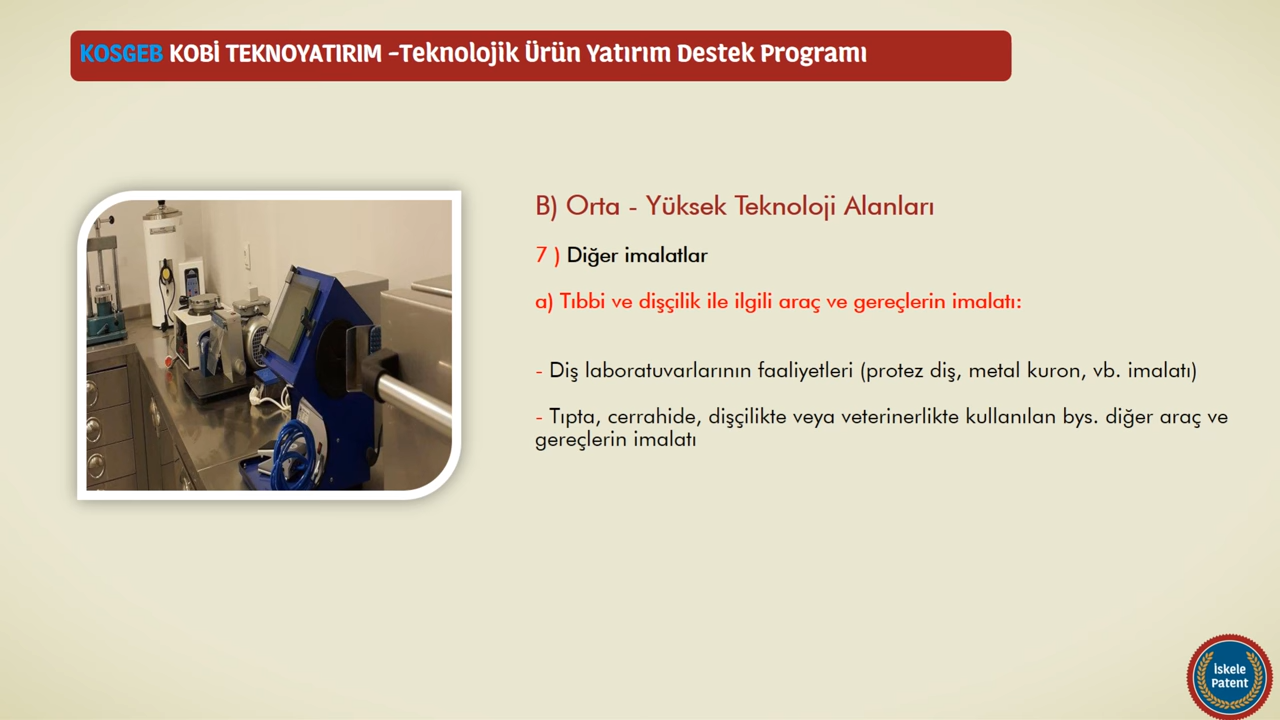 KOSGEB KOBİ TEKNOYATIRIM -Teknolojik Ürün Yatırım Destek Programı
B) Orta - Yüksek Teknoloji Alanları
7 ) Diğer imalatlar
a) Tıbbi ve dişçilik ile ilgili araç ve gereçlerin imalatı:
- Diş laboratuvarlarının faaliyetleri (protez diş, metal kuron, vb. imalatı)
- Tıpta, cerrahide, dişçilikte veya veterinerlikte kullanılan bys. diğer araç ve
gereçlerin imalatı
İskele
Patent